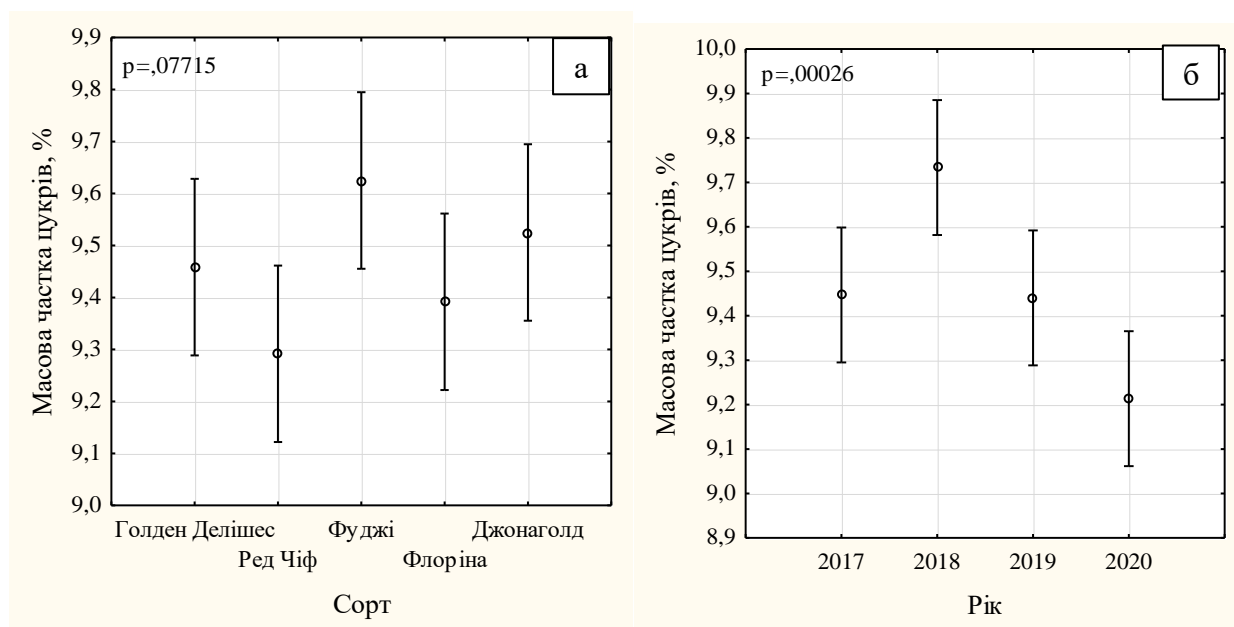 p=,07715
а
Масова частка цукрів, %
9,9
9,8
9,7
9,6
9,5
9,4
9,3
9,2
9,1
9,0
Голден Делішес Фуджі Джонаголд
Ред Чіф Флоріна
Сорт
p=,00026
б
Масова частка цукрів, %
10,0
9,9
9,8
9,7
9,6
9,5
9,4
9,3
9,2
9,1
9,0
8,9
2017 2018 2019 2020
Рік